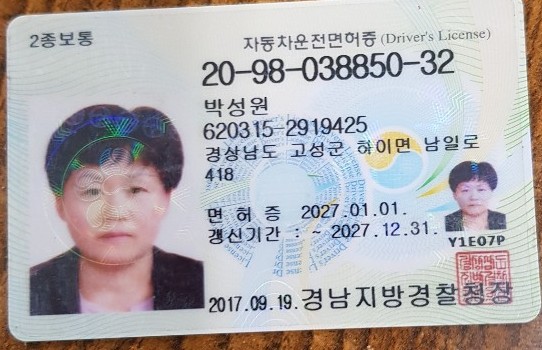 2종보통
자동차운전면허증 (Driver's License)
20-98-038850-32
박성원
620315-2919425
경상남도 고성군 하이면 남일로
418
면 허 증 2027.01.01.
갱신기간 : ~ 2027.12.31.
Y1E07P
2017.09.19. 경남지방경찰청장